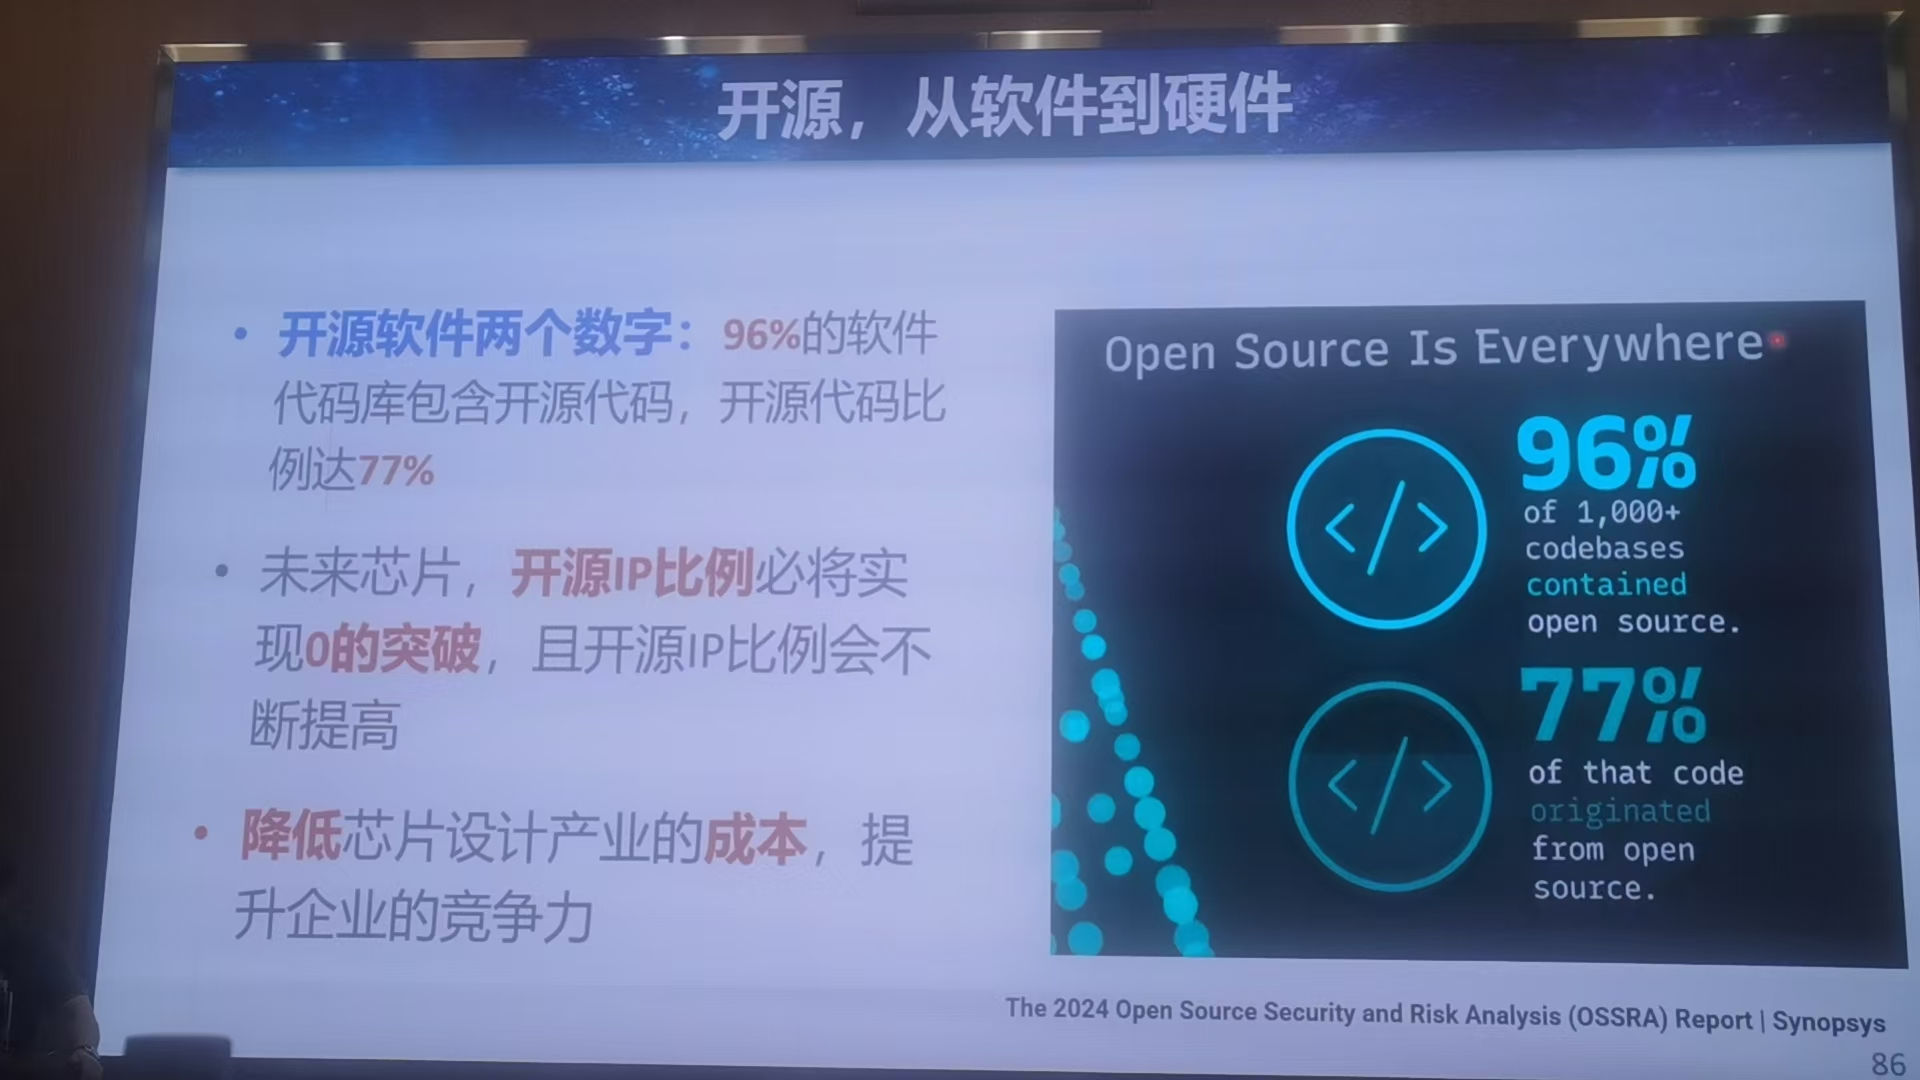 开源，从软件到硬件
• 开源软件两个数字：96%的软件
代码库包含开源代码，开源代码比
例达77%
• 未来芯片，开源IP比例必将实
现0的突破，且开源IP比例会不
断提高
• 降低芯片设计产业的成本，提
升企业的竞争力
Open Source Is Everywhere
</>
96%
of 1,000+
codebases
contained
open source.
</>
77%
of that code
originated
from open
source.
The 2024 Open Source Security and Risk Analysis (OSSRA) Report | Synopsys
86